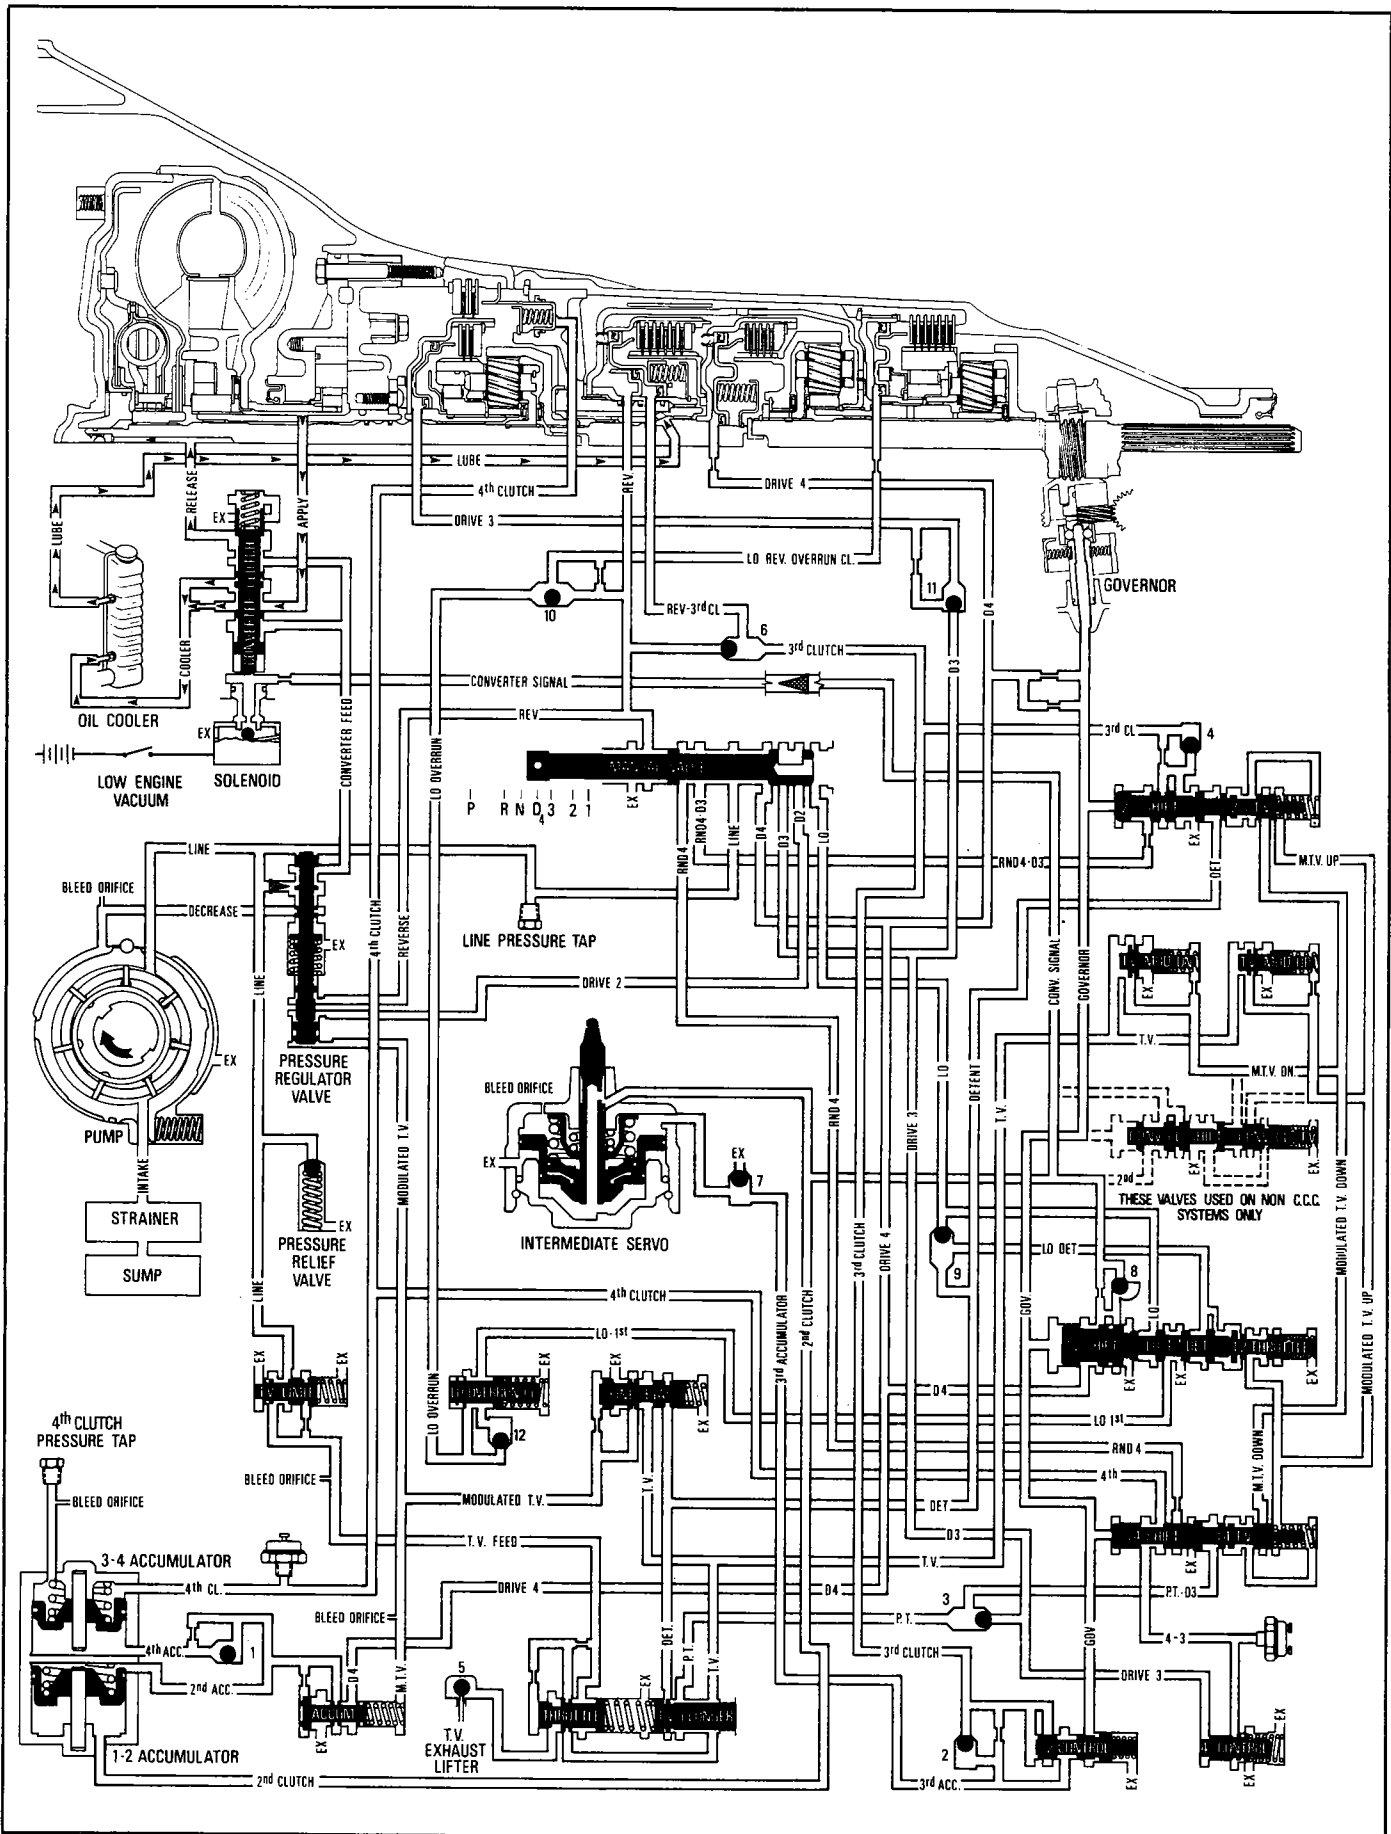 LUBE
4th CLUTCH
REV.
DRIVE 4
DRIVE 3
RELEASE
APPLY
EX
LUBE
LO REV. OVERRUN CL.
11
10
GOVERNOR
REV-3rd CL
D4
6
3rd CLUTCH
D3
COOLER
CONVERTER SIGNAL
OIL COOLER
EX
REV
CONVERTER FEED
LO OVERRUN
3rd CL
4
LOW ENGINE
VACUUM
SOLENOID
MANUAL VALVE
P R N D4 3 2 1
EX
RND4-D3
LINE
D4
D3
D2
LO
RND4
EX
RND4-D3
DET
M.T.V. UP
LINE
BLEED ORIFICE
DECREASE
LINE PRESSURE TAP
4th CLUTCH
REVERSE
EX
LINE
DRIVE 2
CONV. SIGNAL
GOVERNOR
EX
EX
T.V.
M.T.V. DN.
EX
PRESSURE
REGULATOR
VALVE
BLEED ORIFICE
LO
DETENT
T.V.
PUMP
INTAKE
MODULATED T.V.
EX
EX
7
RND4
DRIVE 3
2nd
EX
EX
THESE VALVES USED ON NON C.C.C.
SYSTEMS ONLY
MODULATED T.V. DOWN
STRAINER
SUMP
EX
PRESSURE
RELIEF
VALVE
INTERMEDIATE SERVO
3rd CLUTCH
DRIVE 4
9
LO DET
8
LINE
4th CLUTCH
3rd ACCUMULATOR
2nd CLUTCH
GOV.
LO
MODULATED T.V. UP
LO-1st
EX
EX
EX
EX
EX
EX
EX
EX
D4
LO 1st
LO OVERRUN
12
RND4
4th
M.T.V. DOWN
4th CLUTCH
PRESSURE TAP
BLEED ORIFICE
BLEED ORIFICE
MODULATED T.V.
T.V.
DET.
T.V. FEED
D3
T.V.
EX
3-4 ACCUMULATOR
4th CL.
DRIVE 4
D4
P.T.-D3
BLEED ORIFICE
3
P.T.
4th ACC.
1
D4
M.T.V.
DET.
P.T.
T.V.
3rd CLUTCH
GOV
4-3
2nd ACC.
5
EX
DRIVE 3
ACCUM
EX
T.V.
EXHAUST
LIFTER
THROTTLE
PLUNGER
1-2 ACCUMULATOR
2
EX
EX
EX
2nd CLUTCH
3rd ACC.